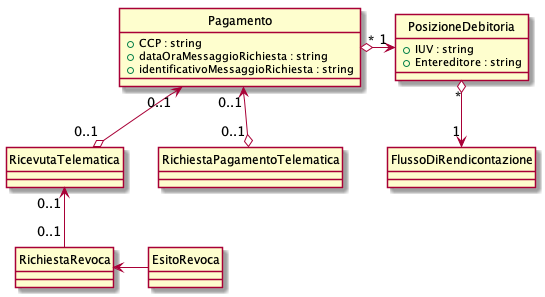 Pagamento
CCP : string
dataOraMessaggioRichiesta : string
identificativoMessaggioRichiesta : string
* 1
PosizioneDebitoria
IUV : string
Entereditore : string
0..1
0..1
*
0..1
0..1
1
RicevutaTelematica
RichiestaPagamentoTelematica
FlussoDiRendicontazione
0..1
0..1
RichiestaRevoca
EsitoRevoca